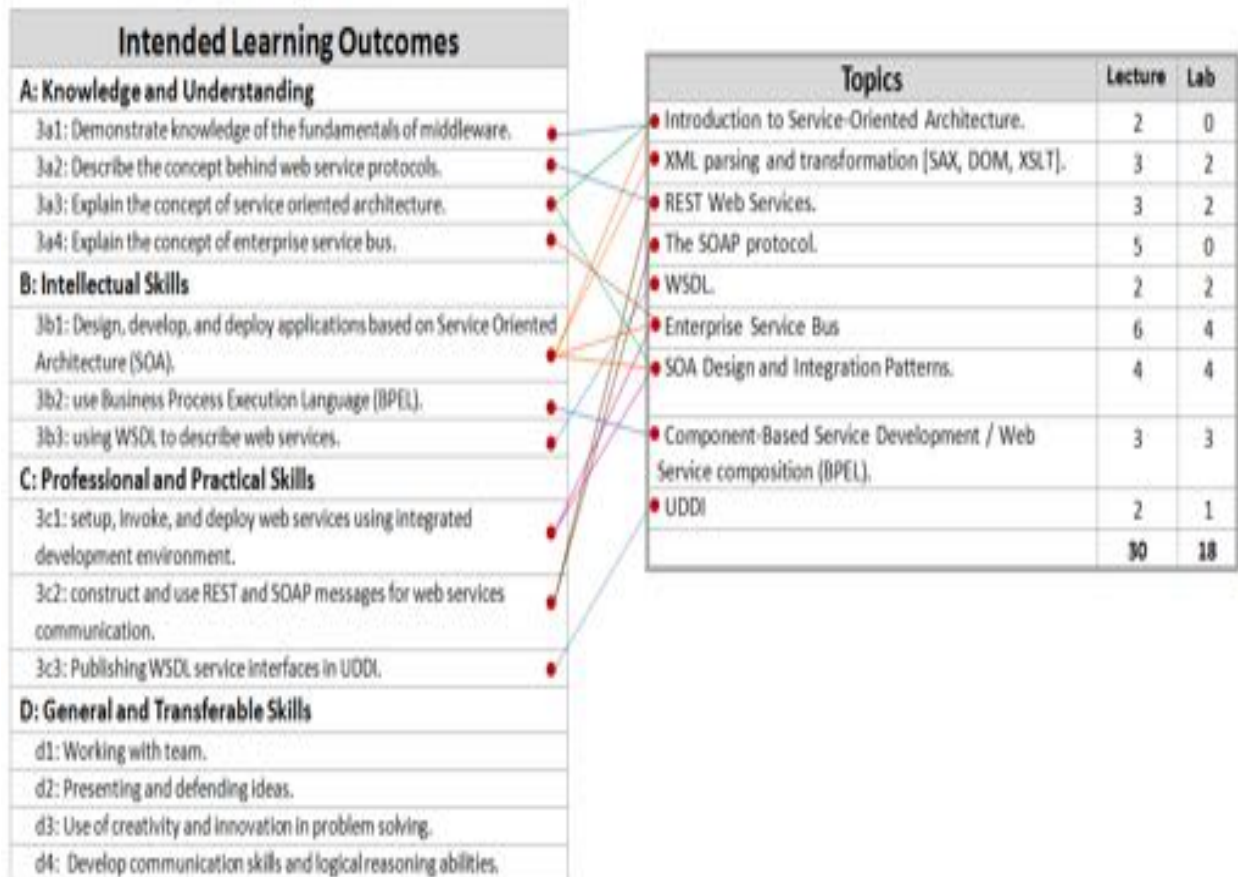 Intended Learning Outcomes
A: Knowledge and Understanding
3a1: Demonstrate knowledge of the fundamentals of middleware.
3a2: Describe the concept behind web service protocols.
3a3: Explain the concept of service oriented architecture.
3a4: Explain the concept of enterprise service bus.
B: Intellectual Skills
3b1: Design, develop, and deploy applications based on Service Oriented
Architecture (SOA).
3b2: use Business Process Execution Language (BPEL).
3b3: using WSDL to describe web services.
C: Professional and Practical Skills
3c1: setup, invoke, and deploy web services using integrated
development environment.
3c2: construct and use REST and SOAP messages for web services
communication.
3c3: Publishing WSDL service interfaces in UDDI.
D: General and Transferable Skills
d1: Working with team.
d2: Presenting and defending ideas.
d3: Use of creativity and innovation in problem solving.
d4: Develop communication skills and logical reasoning abilities.
Topics Lecture Lab
Introduction to Service-Oriented Architecture. 2 0
XML parsing and transformation [SAX, DOM, XSLT]. 3 2
REST Web Services. 3 2
The SOAP protocol. 5 0
WSDL. 2 2
Enterprise Service Bus 6 4
SOA Design and Integration Patterns. 4 4
Component-Based Service Development / Web 3 3
Service composition (BPEL).
UDDI 2 1
30 18